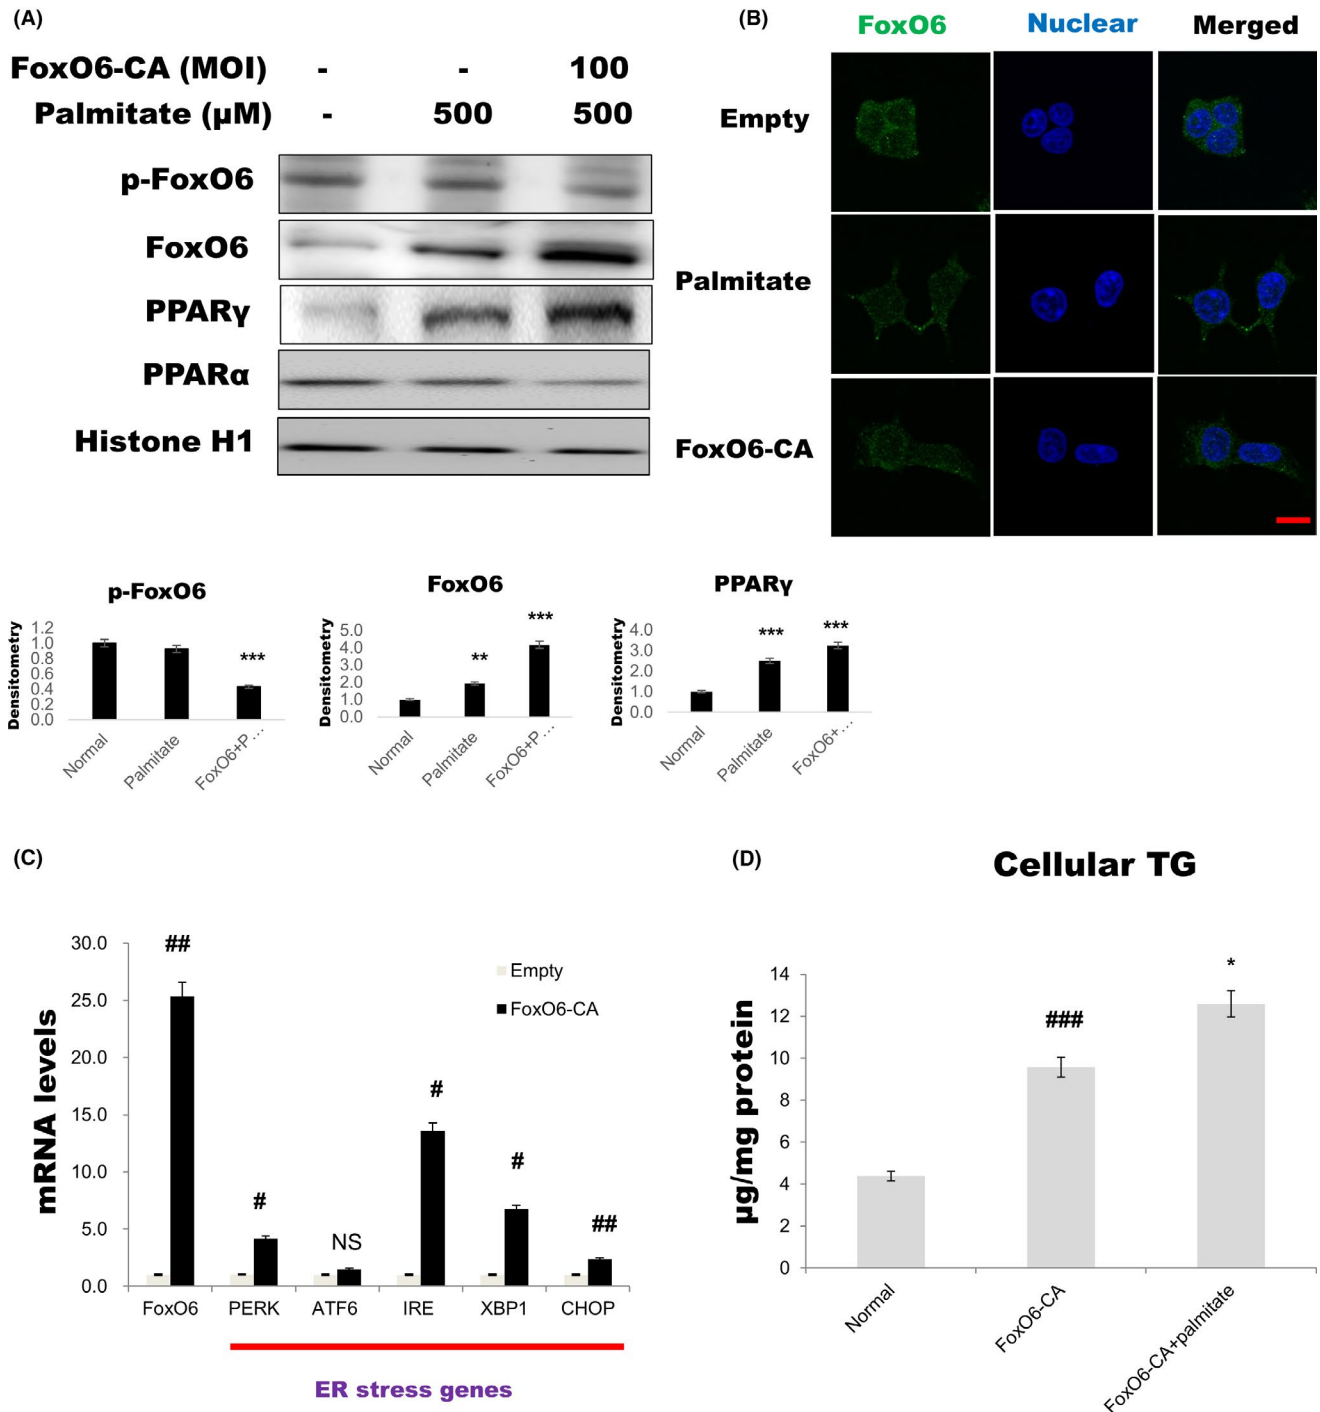 (A)
FoxO6-CA (MOI) - - 100
Palmitate (µM) - 500 500
p-FoxO6
FoxO6
PPARγ
PPARα
Histone H1
(B)
FoxO6 Nuclear Merged
Empty
Palmitate
FoxO6-CA
p-FoxO6
Densitometry
1.2
1.0
0.8
0.6
0.4
0.2
0.0
***
Normal
Palmitate
FoxO6+P...
FoxO6
Densitometry
5.0
4.0
3.0
2.0
1.0
0.0
**
***
Normal
Palmitate
FoxO6+P...
PPARγ
Densitometry
4.0
3.0
2.0
1.0
0.0
***
***
Normal
Palmitate
FoxO6+...
(C)
mRNA levels
30.0
25.0
20.0
15.0
10.0
5.0
0.0
##
#
NS
#
#
##
Empty
FoxO6-CA
FoxO6 PERK ATF6 IRE XBP1 CHOP
ER stress genes
(D)
Cellular TG
µg/mg protein
14
12
10
8
6
4
2
0
###
*
Normal
FoxO6-CA
FoxO6-CA+palmitate